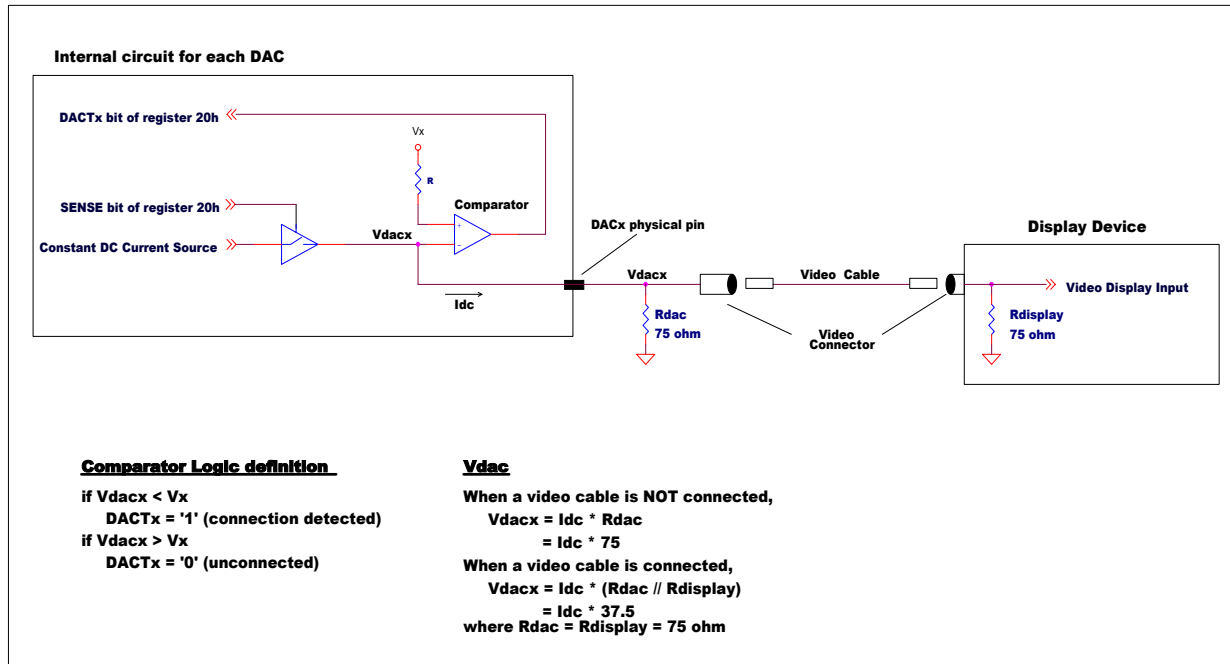 Internal circuit for each DAC
DACTx bit of register 20h
Vx
R
SENSE bit of register 20h
Comparator
+
-
Constant DC Current Source
Vdacx
DACx physical pin
Display Device
Idc
Vdacx
Video Cable
Video Display Input
Rdac
75 ohm
Video
Connector
Rdisplay
75 ohm
Comparator Logic definition
if Vdacx < Vx
DACTx = '1' (connection detected)
if Vdacx > Vx
DACTx = '0' (unconnected)
Vdac
When a video cable is NOT connected,
Vdacx = Idc * Rdac
= Idc * 75
When a video cable is connected,
Vdacx = Idc * (Rdac // Rdisplay)
= Idc * 37.5
where Rdac = Rdisplay = 75 ohm